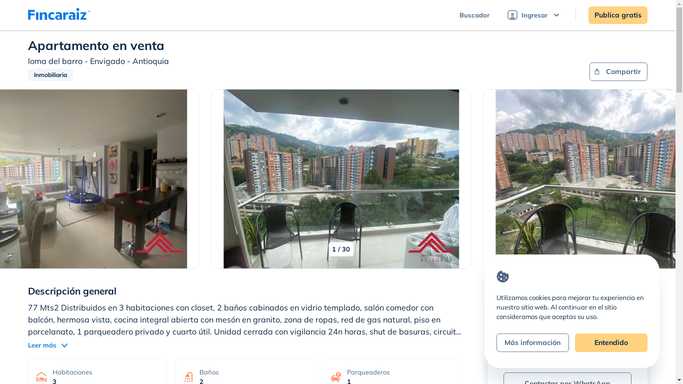 Fincaraiz
Buscador
Ingresar
Publica gratis
Apartamento en venta
loma del barro - Envigado - Antioquia
Inmobiliaria
Compartir
1 / 30
Descripción general
77 Mts2 Distribuidos en 3 habitaciones con closet, 2 baños cabinados en vidrio templado, salón comedor con
balcón, hermosa vista, cocina integral abierta con mesón en granito, zona de ropas, red de gas natural, piso en
porcelanato, 1 parqueadero privado y cuarto útil. Unidad cerrada con vigilancia 24n haras, shut de basuras, circuit...
Leer más
Habitaciones
3
Baños
2
Parqueaderos
1
Utilizamos cookies para mejorar tu experiencia en
nuestro sitio web. Al continuar en el sitio
consideramos que aceptas su uso.
Más información
Entendido
Contactar por WhatsApp